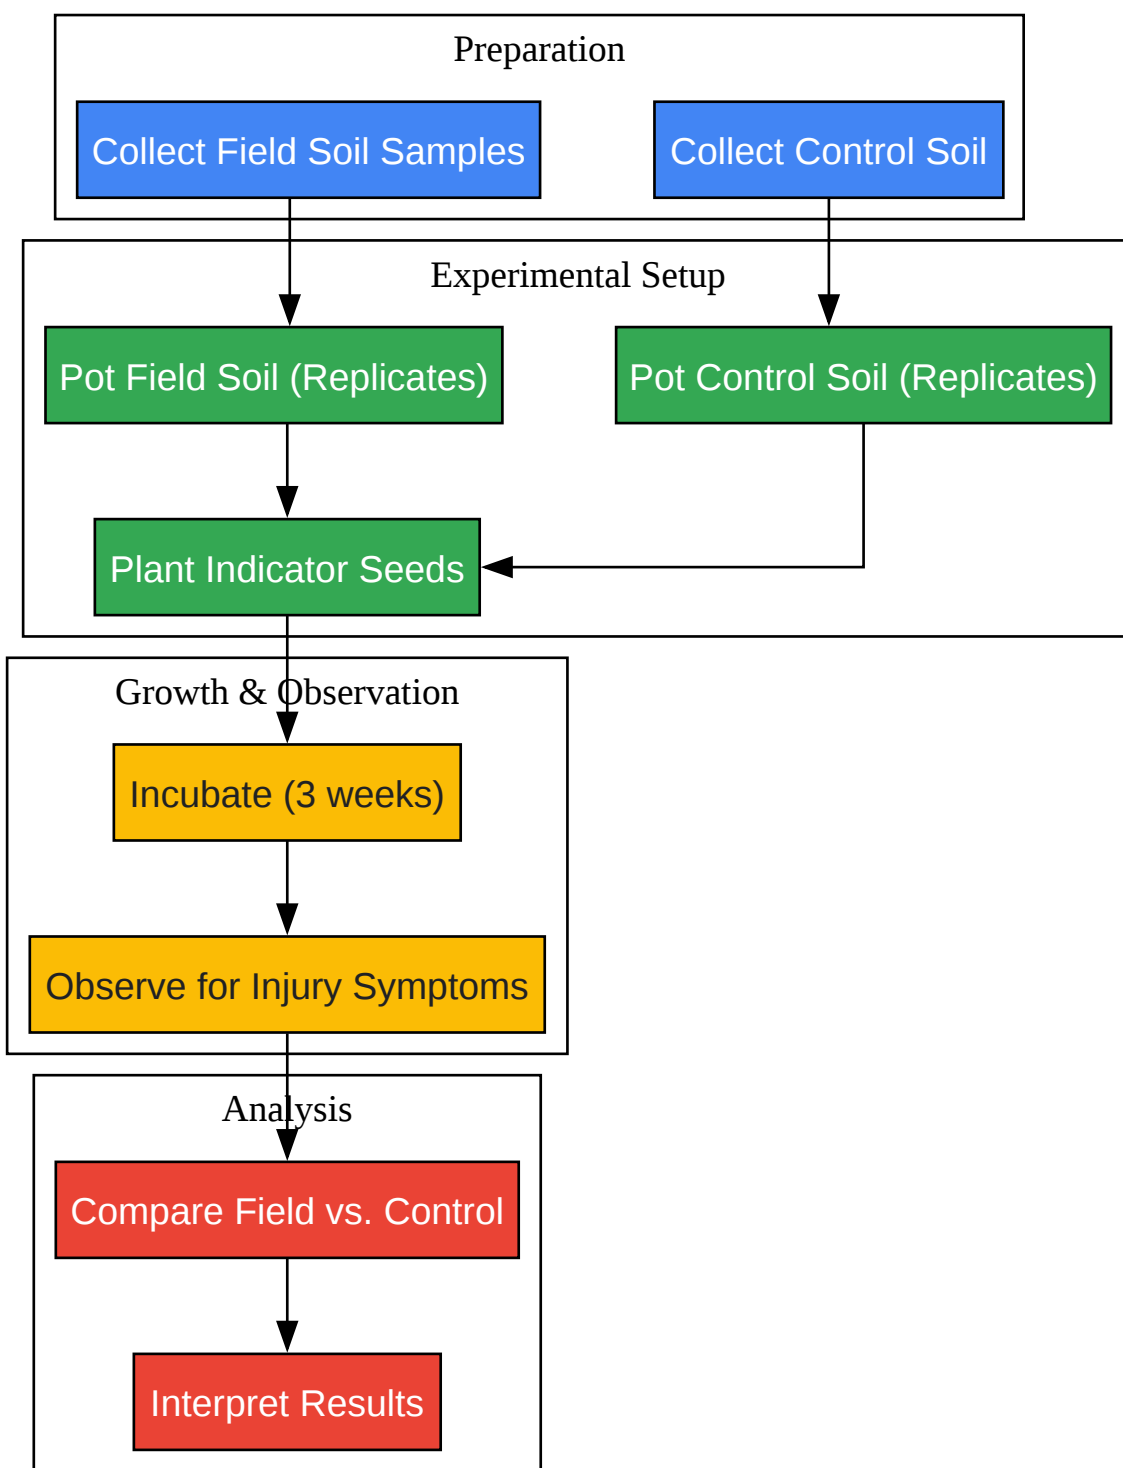 Preparation
Collect Field Soil Samples
Collect Control Soil
Experimental Setup
Pot Field Soil (Replicates)
Pot Control Soil (Replicates)
Plant Indicator Seeds
Growth & Observation
Incubate (3 weeks)
Observe for Injury Symptoms
Analysis
Compare Field vs. Control
Interpret Results